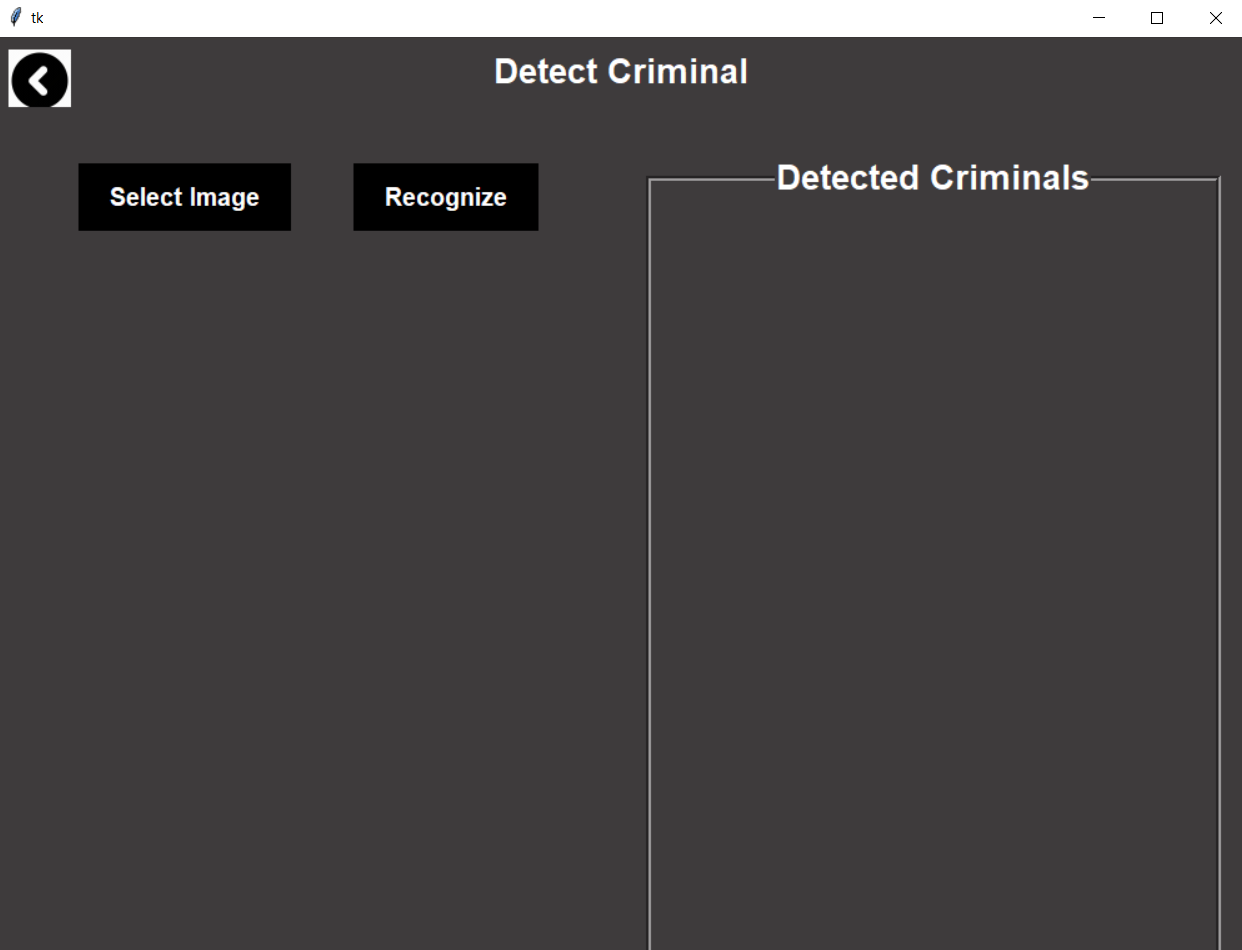 tk
Detect Criminal
Select Image
Recognize
Detected Criminals